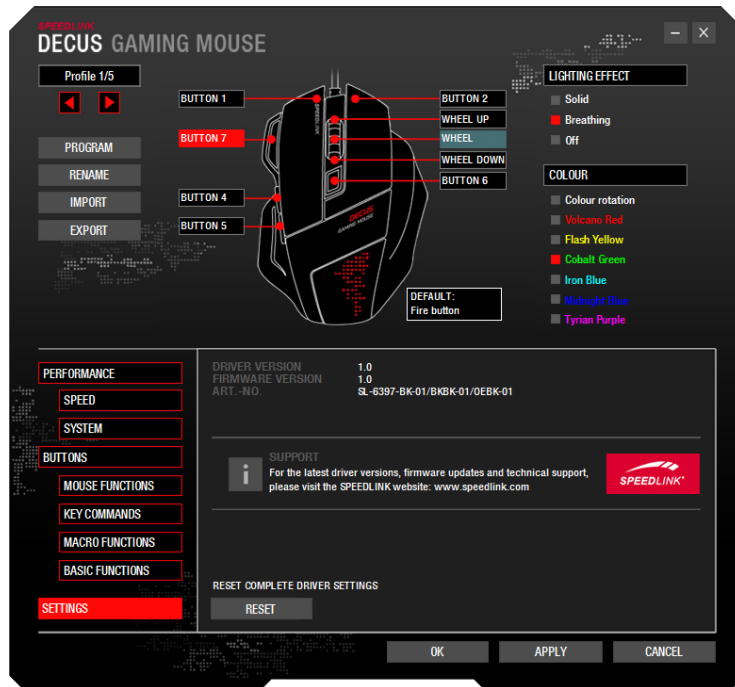 SPEEDLINK
DECUS GAMING MOUSE
Profile 1/5
PROGRAM
RENAME
IMPORT
EXPORT
BUTTON 1
BUTTON 7
BUTTON 4
BUTTON 5
BUTTON 2
WHEEL UP
WHEEL
WHEEL DOWN
BUTTON 6
SPEEDLINK
DECUS
GAMING MOUSE
DEFAULT:
Fire button
LIGHTING EFFECT
Solid
Breathing
Off
COLOUR
Colour rotation
Volcano Red
Flash Yellow
Cobalt Green
Iron Blue
Midnight Blue
Tyrian Purple
PERFORMANCE
SPEED
SYSTEM
BUTTONS
MOUSE FUNCTIONS
KEY COMMANDS
MACRO FUNCTIONS
BASIC FUNCTIONS
SETTINGS
DRIVER VERSION 1.0
FIRMWARE VERSION 1.0
ART.-NO. SL-6397-BK-01/BKBK-01/OEBK-01
i
SUPPORT
For the latest driver versions, firmware updates and technical support,
please visit the SPEEDLINK website: www.speedlink.com
SPEEDLINK
RESET COMPLETE DRIVER SETTINGS
RESET
OK APPLY CANCEL